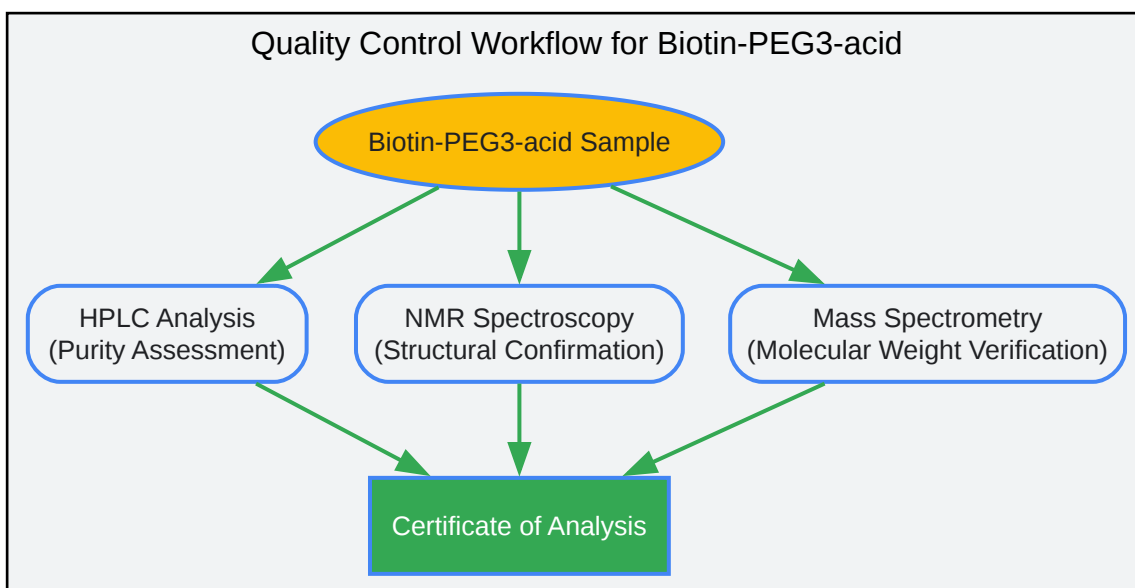 Quality Control Workflow for Biotin-PEG3-acid
Biotin-PEG3-acid Sample
HPLC Analysis
(Purity Assessment)
NMR Spectroscopy
(Structural Confirmation)
Mass Spectrometry
(Molecular Weight Verification)
Certificate of Analysis